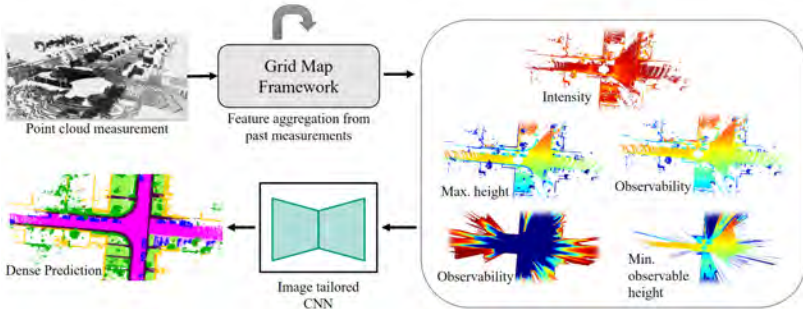 Point cloud measurement
Grid Map
Framework
Feature aggregation from
past measurements
Intensity
Max. height
Observability
Observability
Min.
observable
height
Image tailored
CNN
Dense Prediction